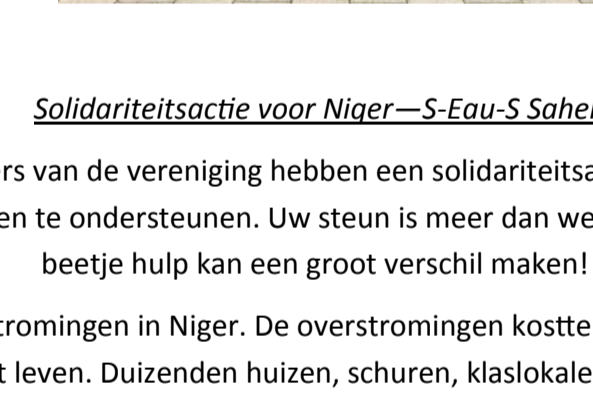 Solidariteitsactie voor Niger—S-Eau-S Sahel
rs van de vereniging hebben een solidariteitsa
en te ondersteunen. Uw steun is meer dan we
beetje hulp kan een groot verschil maken!
tromingen in Niger. De overstromingen kostte
t leven. Duizenden huizen, schuren, klaslokale